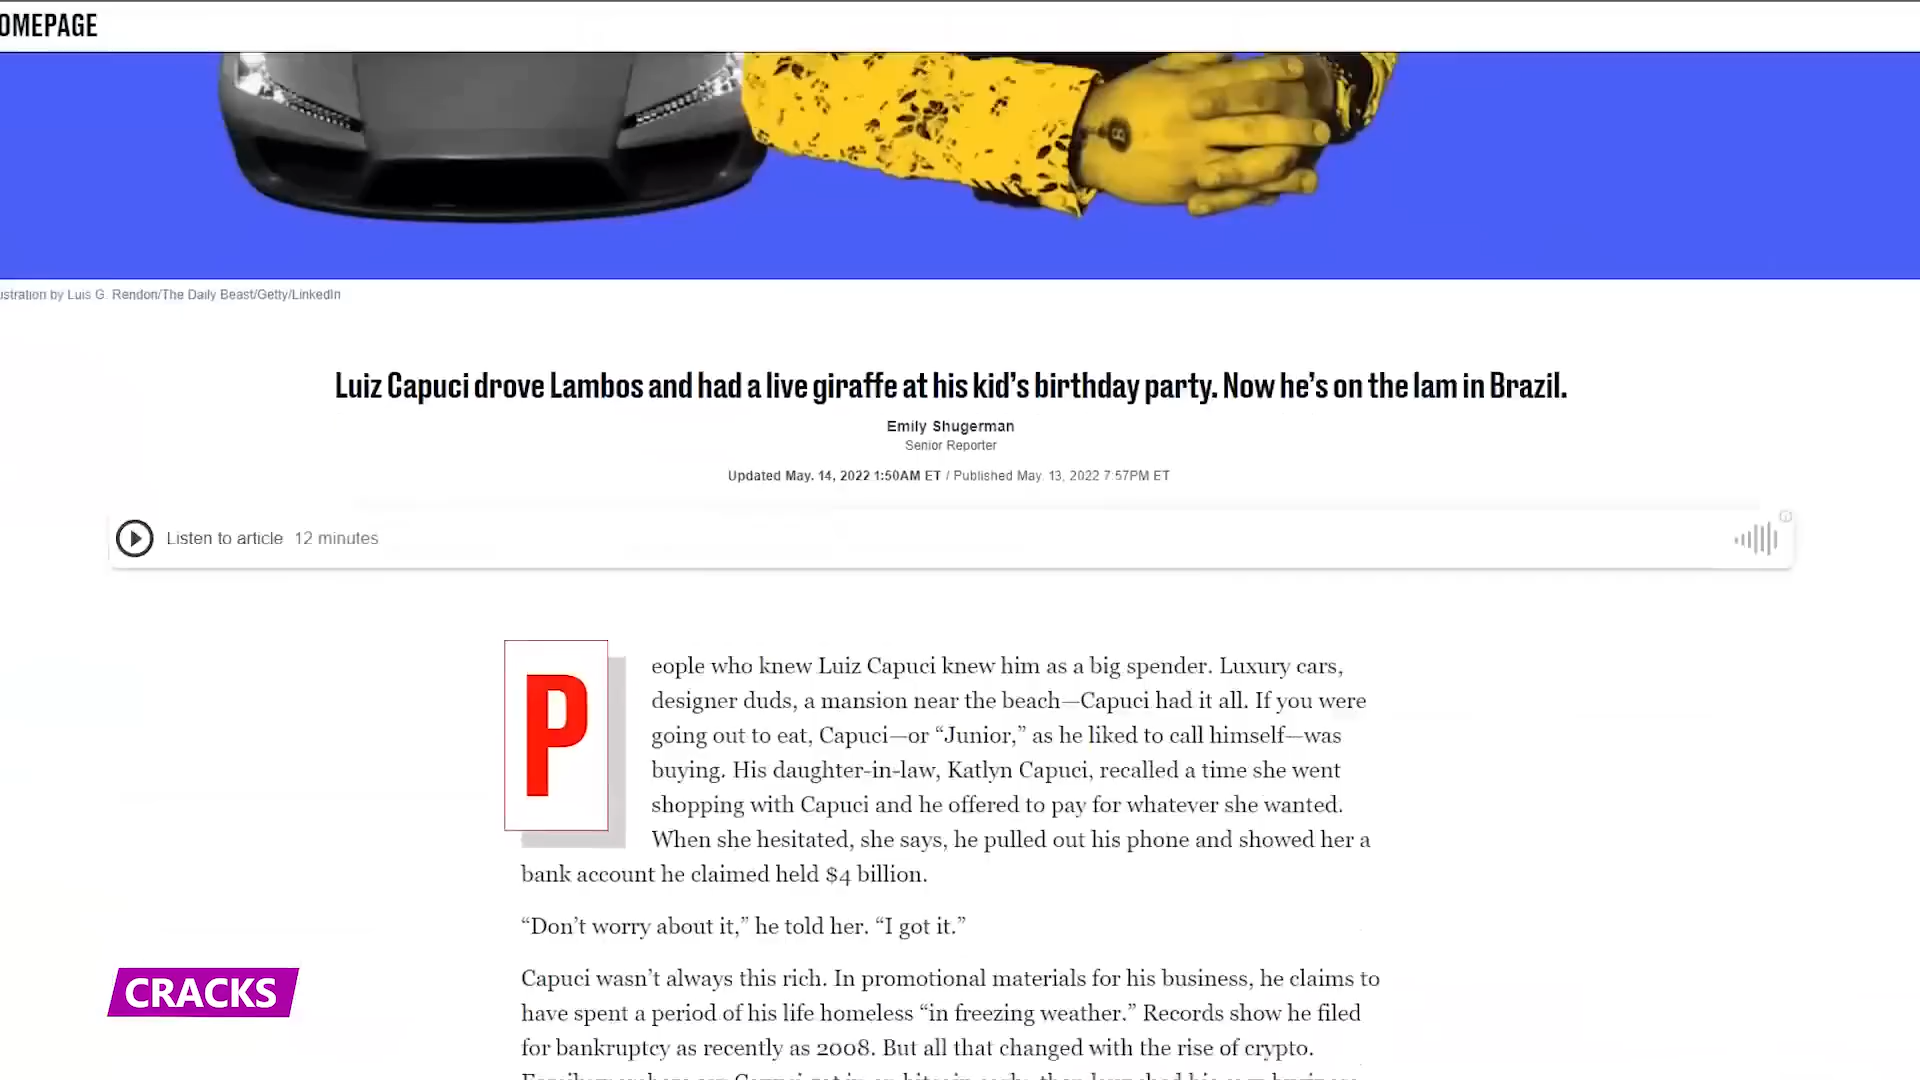 OMEPAGE
ustration by Luis G. Rendon/The Daily Beast/Getty/LinkedIn
Luiz Capuci drove Lambos and had a live giraffe at his kid's birthday party. Now he's on the lam in Brazil.
Emily Shugerman
Senior Reporter
Updated May. 14, 2022 1:50AM ET / Published May. 13, 2022 7:57PM ET
Listen to article 12 minutes
People who knew Luiz Capuci knew him as a big spender. Luxury cars,
designer duds, a mansion near the beach—Capuci had it all. If you were
going out to eat, Capuci—or “Junior,” as he liked to call himself—was
buying. His daughter-in-law, Katlyn Capuci, recalled a time she went
shopping with Capuci and he offered to pay for whatever she wanted.
When she hesitated, she says, he pulled out his phone and showed her a
bank account he claimed held $4 billion.
“Don’t worry about it,” he told her. “I got it.”
Capuci wasn’t always this rich. In promotional materials for his business, he claims to
have spent a period of his life homeless “in freezing weather.” Records show he filed
for bankruptcy as recently as 2008. But all that changed with the rise of crypto.
CRACKS